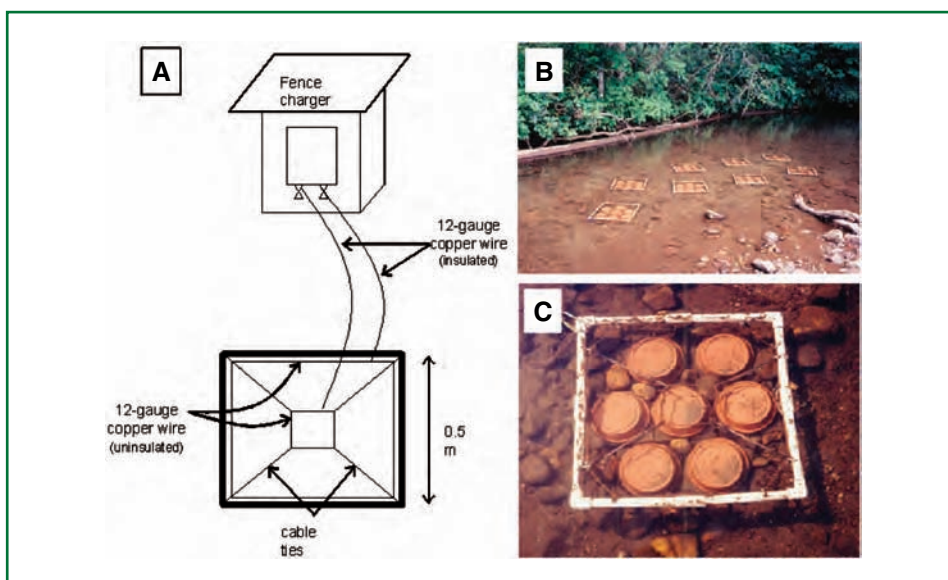 A
Fence
charger
12-gauge
copper wire
(insulated)
12-gauge
copper wire
(uninsulated)
0.5
m
cable
ties
B
C